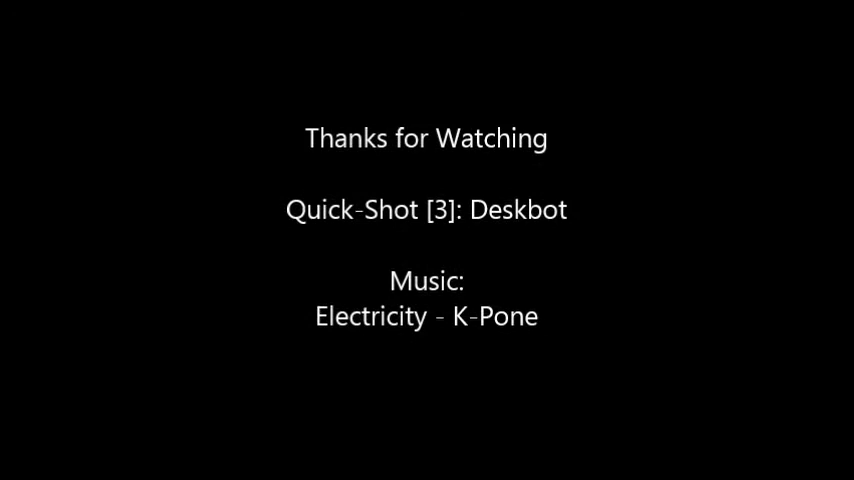 Thanks for Watching
Quick-Shot [3]: Deskbot
Music:
Electricity - K-Pone